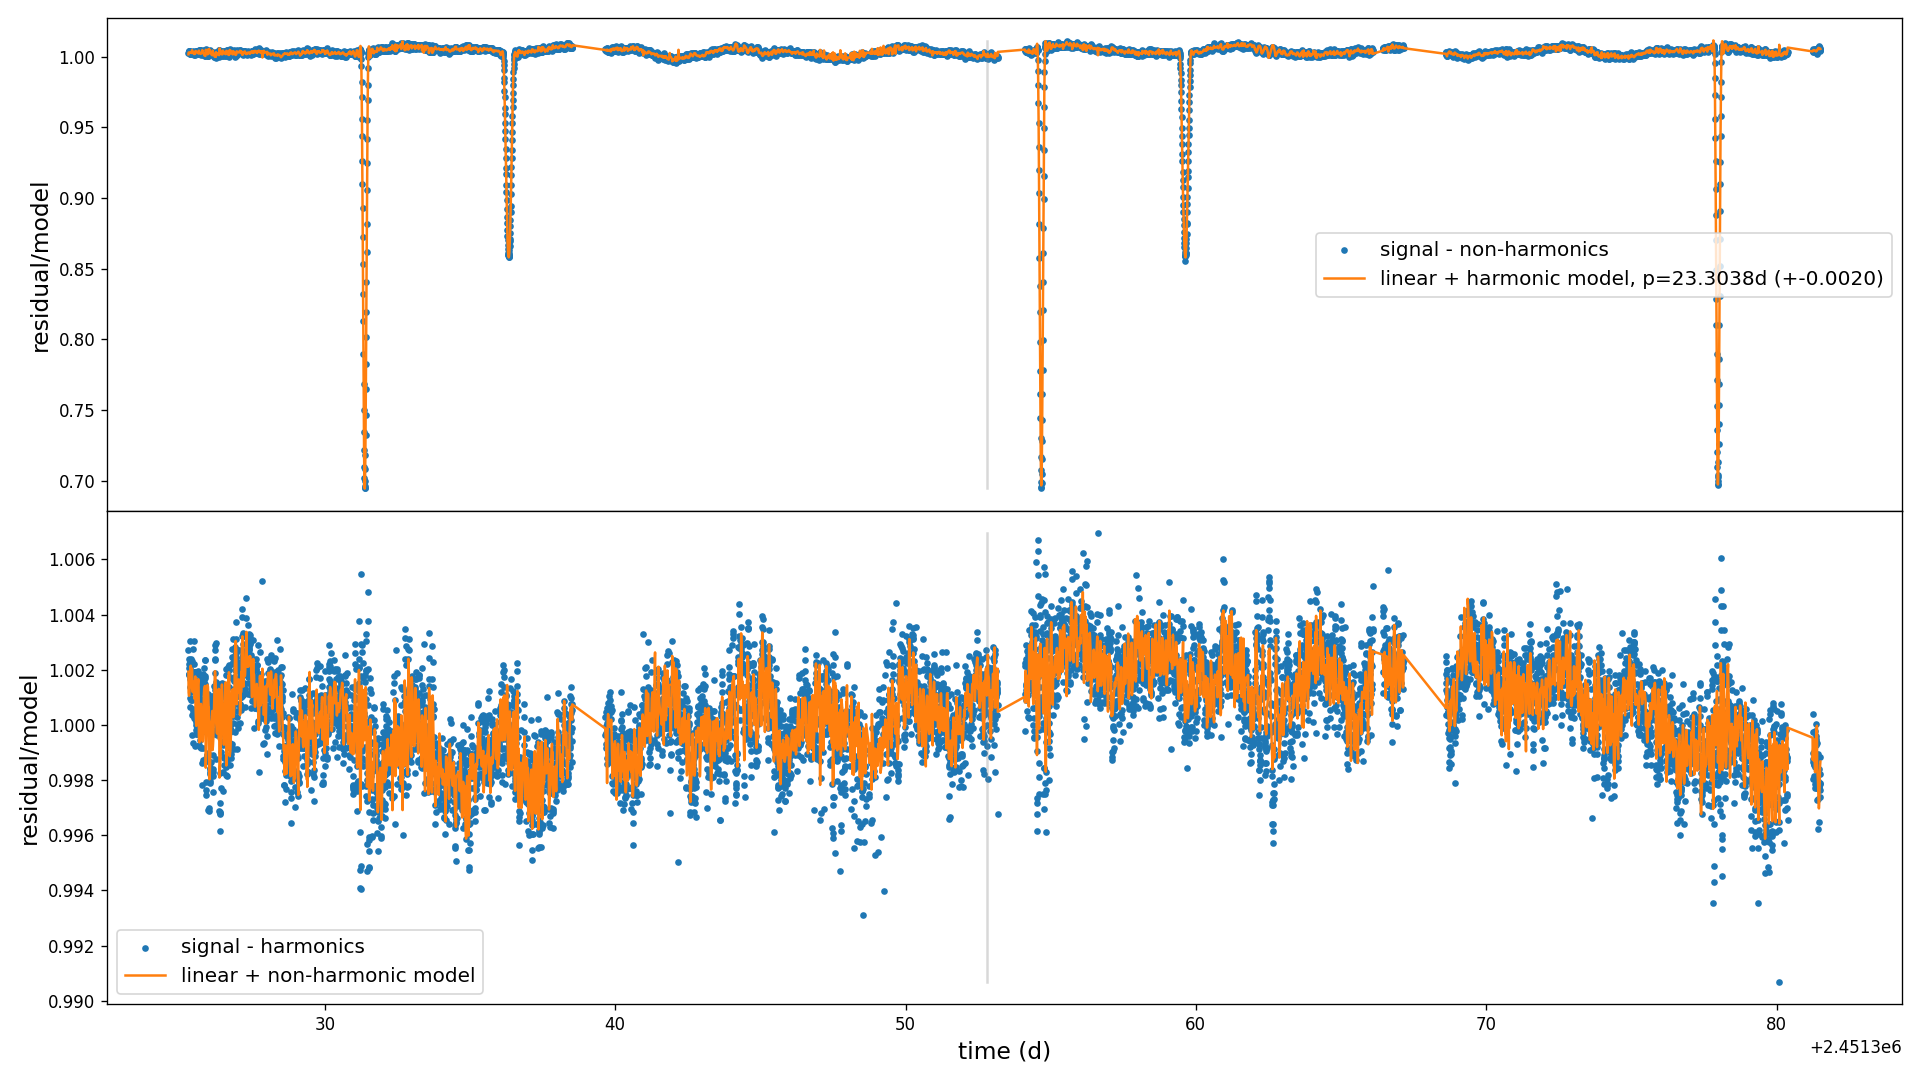 1.00
0.95
0.90
0.85
0.80
0.75
0.70
residual/model
signal - non-harmonics
linear + harmonic model, p=23.3038d (+-0.0020)
1.006
1.004
1.002
1.000
0.998
0.996
0.994
0.992
0.990
residual/model
signal - harmonics
linear + non-harmonic model
30 40 50 60 70 80
time (d)
+2.4513e6